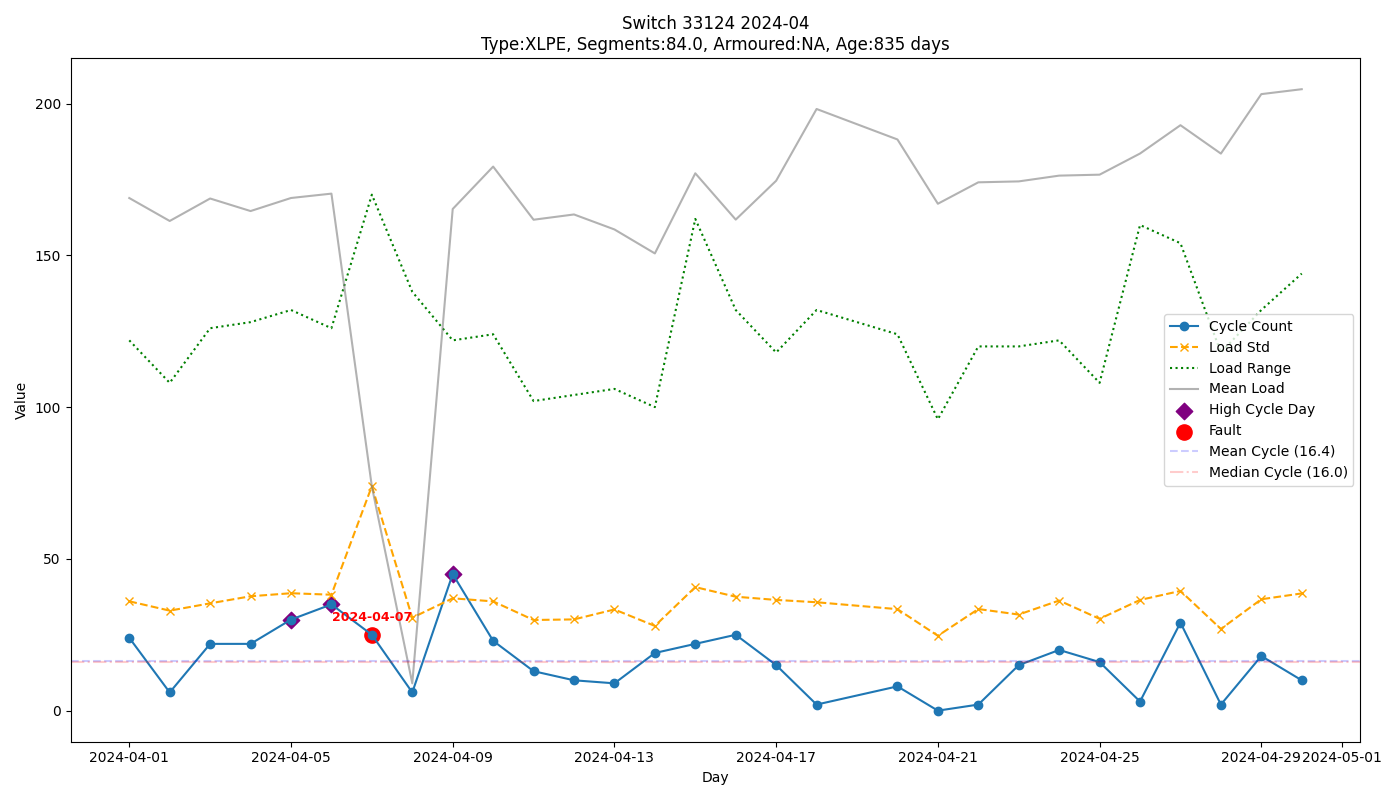 Switch 33124 2024-04
Type:XLPE, Segments:84.0, Armoured:NA, Age:835 days
200
150
100
50
0
Value
2024-04-07
Cycle Count
Load Std
Load Range
Mean Load
High Cycle Day
Fault
Mean Cycle (16.4)
Median Cycle (16.0)
2024-04-01 2024-04-05 2024-04-09 2024-04-13 2024-04-17 2024-04-21 2024-04-25 2024-04-29 2024-05-01
Day